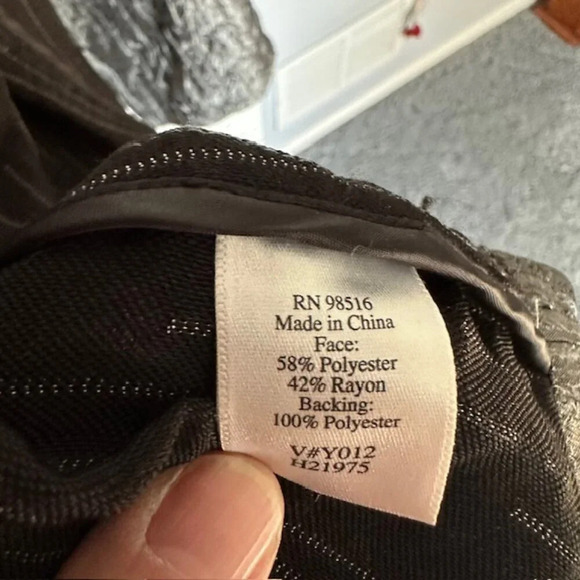 RN 98516
Made in China
Face:
58% Polyester
42% Rayon
Backing:
100% Polyester
V#Y012
H21975